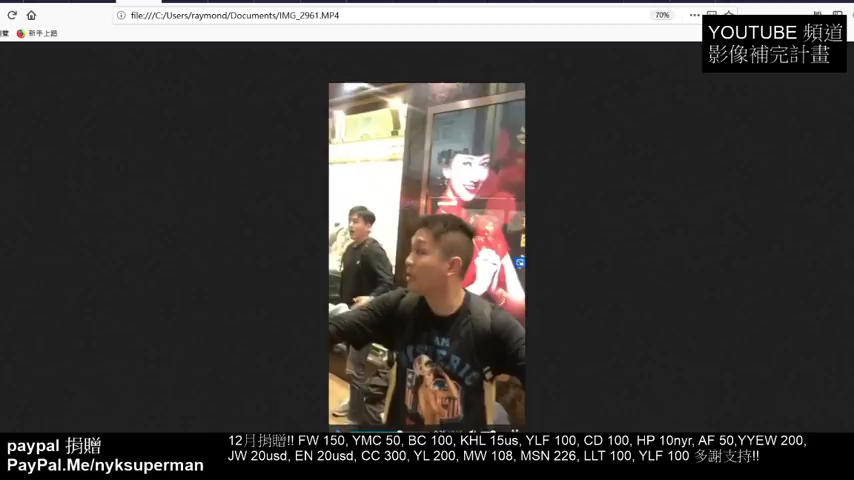 file:///C:/Users/raymond/Documents/IMG_2961.MP4
70%
新手上路
YOUTUBE 頻道
影像補完計畫
AM
paypal 捐贈
PayPal.Me/nyksuperman
12月捐贈!! FW 150, YMC 50, BC 100, KHL 15us, YLF 100, CD 100, HP 10nyr, AF 50,YYEW 200,
JW 20usd, EN 20usd, CC 300, YL 200, MW 108, MSN 226, LLT 100, YLF 100 多謝支持!!